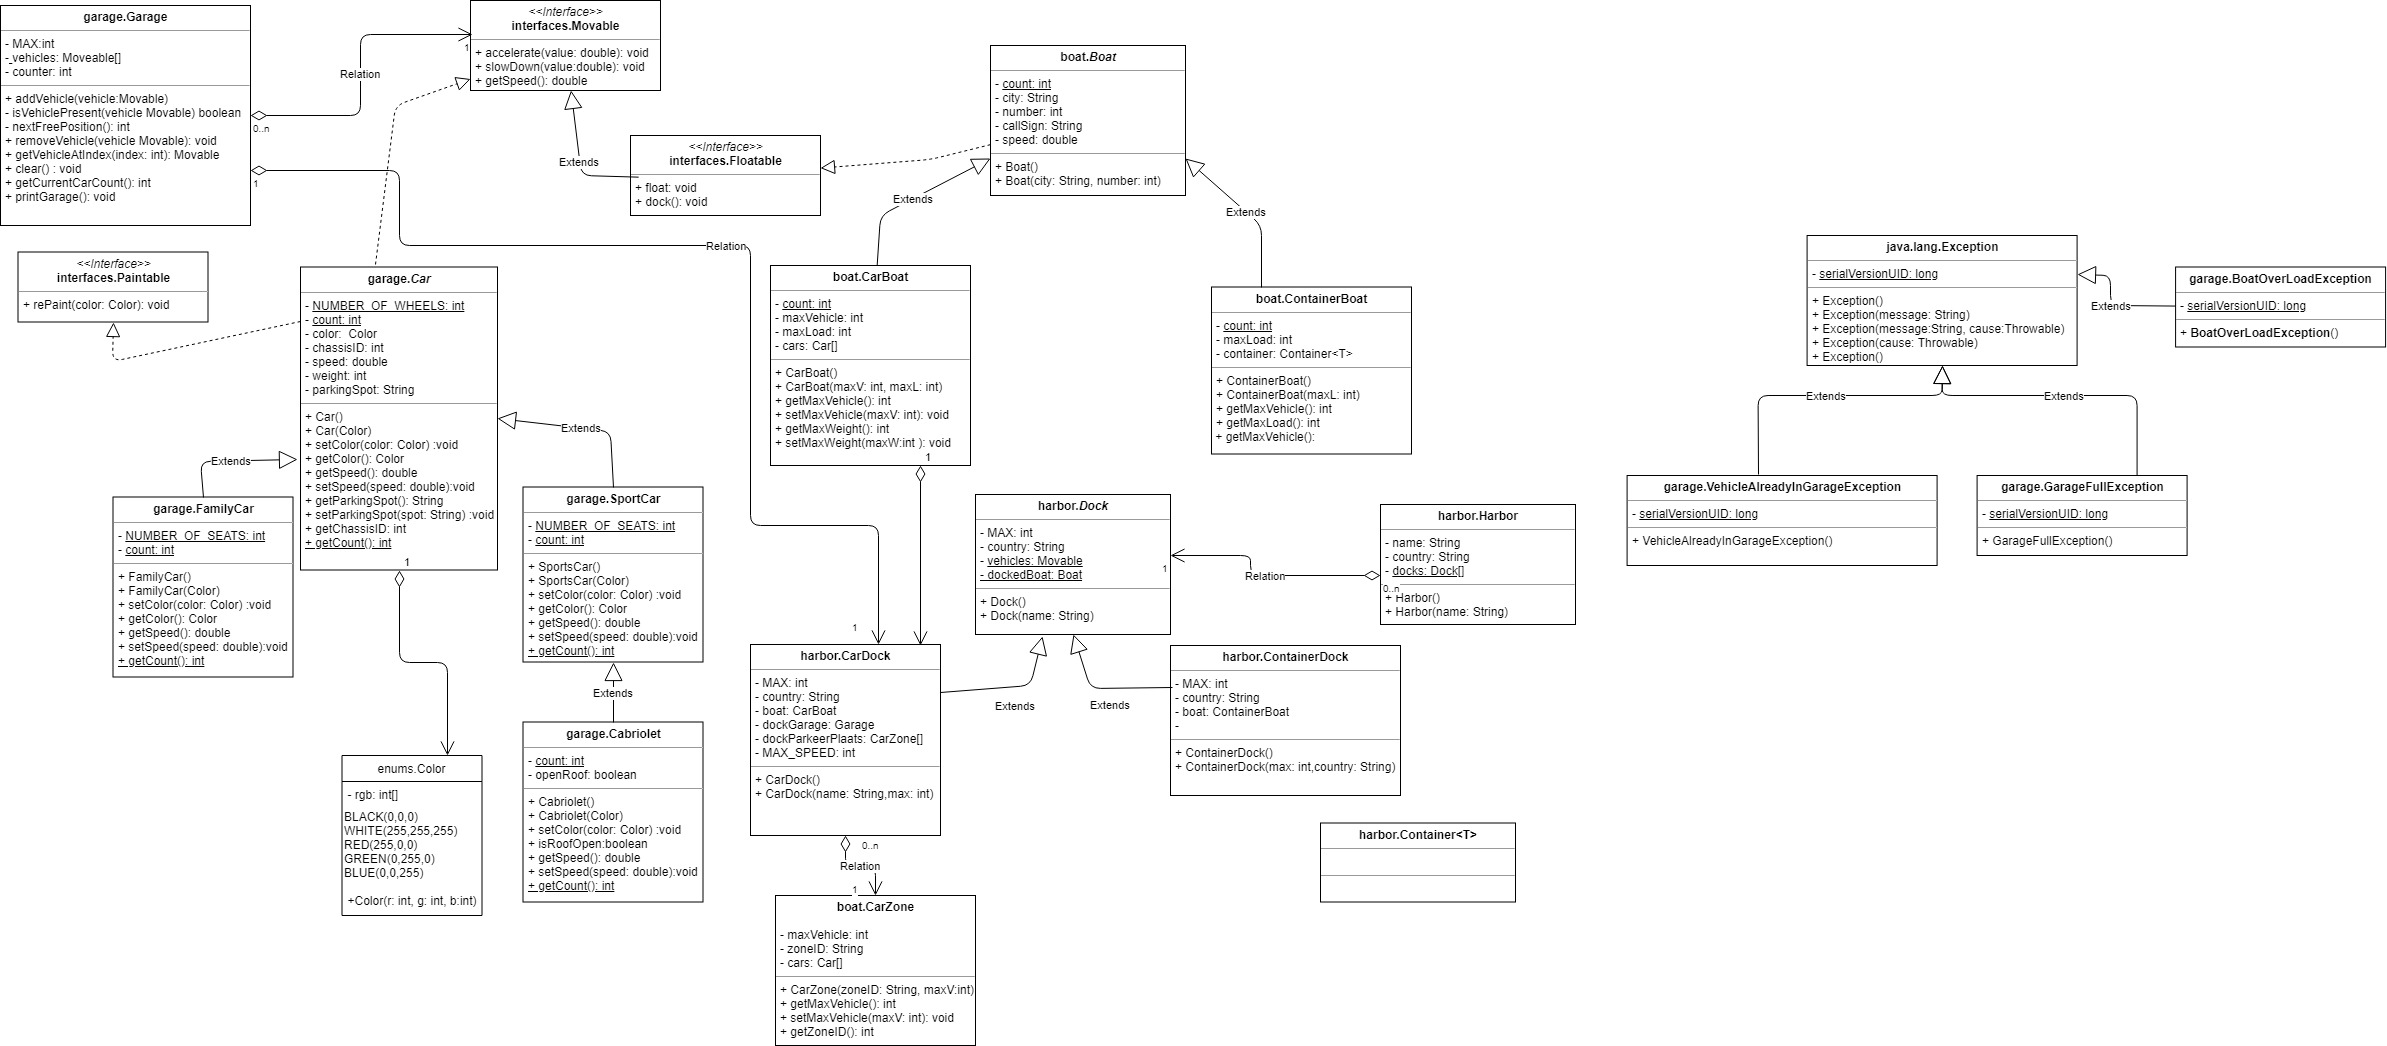 garage.Garage
- MAX:int
- vehicles: Moveable[]
- counter: int
+ addVehicle(vehicle:Movable)
- isVehiclePresent(vehicle Movable) boolean
- nextFreePosition(): int
+ removeVehicle(vehicle Movable): void
+ getVehicleAtIndex(index: int): Movable
+ clear() : void
+ getCurrentCarCount(): int
+ printGarage(): void
0..n
1
Relation
1
<<Interface>>
interfaces.Movable
+ accelerate(value: double): void
+ slowDown(value:double): void
+ getSpeed(): double
Extends
<<Interface>>
interfaces.Floatable
+ float: void
+ dock(): void
boat.Boat
- count: int
- city: String
- number: int
- callSign: String
- speed: double
+ Boat()
+ Boat(city: String, number: int)
Extends
Extends
Relation
<<Interface>>
interfaces.Paintable
+ rePaint(color: Color): void
garage.Car
- NUMBER_OF_WHEELS: int
- count: int
- color:  Color
- chassisID: int
- speed: double
- weight: int
- parkingSpot: String
+ Car()
+ Car(Color)
+ setColor(color: Color) :void
+ getColor(): Color
+ getSpeed(): double
+ setSpeed(speed: double):void
+ getParkingSpot(): String
+ setParkingSpot(spot: String) :void
+ getChassisID: int
+ getCount(): int
1
Extends
Extends
garage.FamilyCar
- NUMBER_OF_SEATS: int
- count: int
+ FamilyCar()
+ FamilyCar(Color)
+ setColor(color: Color) :void
+ getColor(): Color
+ getSpeed(): double
+ setSpeed(speed: double):void
+ getCount(): int
garage.SportCar
- NUMBER_OF_SEATS: int
- count: int
+ SportsCar()
+ SportsCar(Color)
+ setColor(color: Color) :void
+ getColor(): Color
+ getSpeed(): double
+ setSpeed(speed: double):void
+ getCount(): int
Extends
garage.Cabriolet
- count: int
- openRoof: boolean
+ Cabriolet()
+ Cabriolet(Color)
+ setColor(color: Color) :void
+ isRoofOpen:boolean
+ getSpeed(): double
+ setSpeed(speed: double):void
+ getCount(): int
enums.Color
- rgb: int[]
BLACK(0,0,0)
WHITE(255,255,255)
RED(255,0,0)
GREEN(0,255,0)
BLUE(0,0,255)
+Color(r: int, g: int, b:int)
boat.CarBoat
- count: int
- maxVehicle: int
- maxLoad: int
- cars: Car[]
+ CarBoat()
+ CarBoat(maxV: int, maxL: int)
+ getMaxVehicle(): int
+ setMaxVehicle(maxV: int): void
+ getMaxWeight(): int
+ setMaxWeight(maxW:int ): void
1
boat.ContainerBoat
- count: int
- maxLoad: int
- container: Container<T>
+ ContainerBoat()
+ ContainerBoat(maxL: int)
+ getMaxVehicle(): int
+ getMaxLoad(): int
+ getMaxVehicle():
harbor.Dock
- MAX: int
- country: String
- vehicles: Movable
- dockedBoat: Boat
+ Dock()
+ Dock(name: String)
1
Relation
harbor.Harbor
- name: String
- country: String
- docks: Dock[]
0..n
+ Harbor()
+ Harbor(name: String)
1
harbor.CarDock
- MAX: int
- country: String
- boat: CarBoat
- dockGarage: Garage
- dockParkeerPlaats: CarZone[]
- MAX_SPEED: int
+ CarDock()
+ CarDock(name: String,max: int)
Extends
Extends
harbor.ContainerDock
- MAX: int
- country: String
- boat: ContainerBoat
-
+ ContainerDock()
+ ContainerDock(max: int,country: String)
0..n
Relation
1
boat.CarZone
- maxVehicle: int
- zoneID: String
- cars: Car[]
+ CarZone(zoneID: String, maxV:int)
+ getMaxVehicle(): int
+ setMaxVehicle(maxV: int): void
+ getZoneID(): int
harbor.Container<T>
java.lang.Exception
- serialVersionUID: long
+ Exception()
+ Exception(message: String)
+ Exception(message:String, cause:Throwable)
+ Exception(cause: Throwable)
+ Exception()
Extends
garage.BoatOverLoadException
- serialVersionUID: long
+ BoatOverLoadException()
Extends
Extends
garage.VehicleAlreadyInGarageException
- serialVersionUID: long
+ VehicleAlreadyInGarageException()
garage.GarageFullException
- serialVersionUID: long
+ GarageFullException()